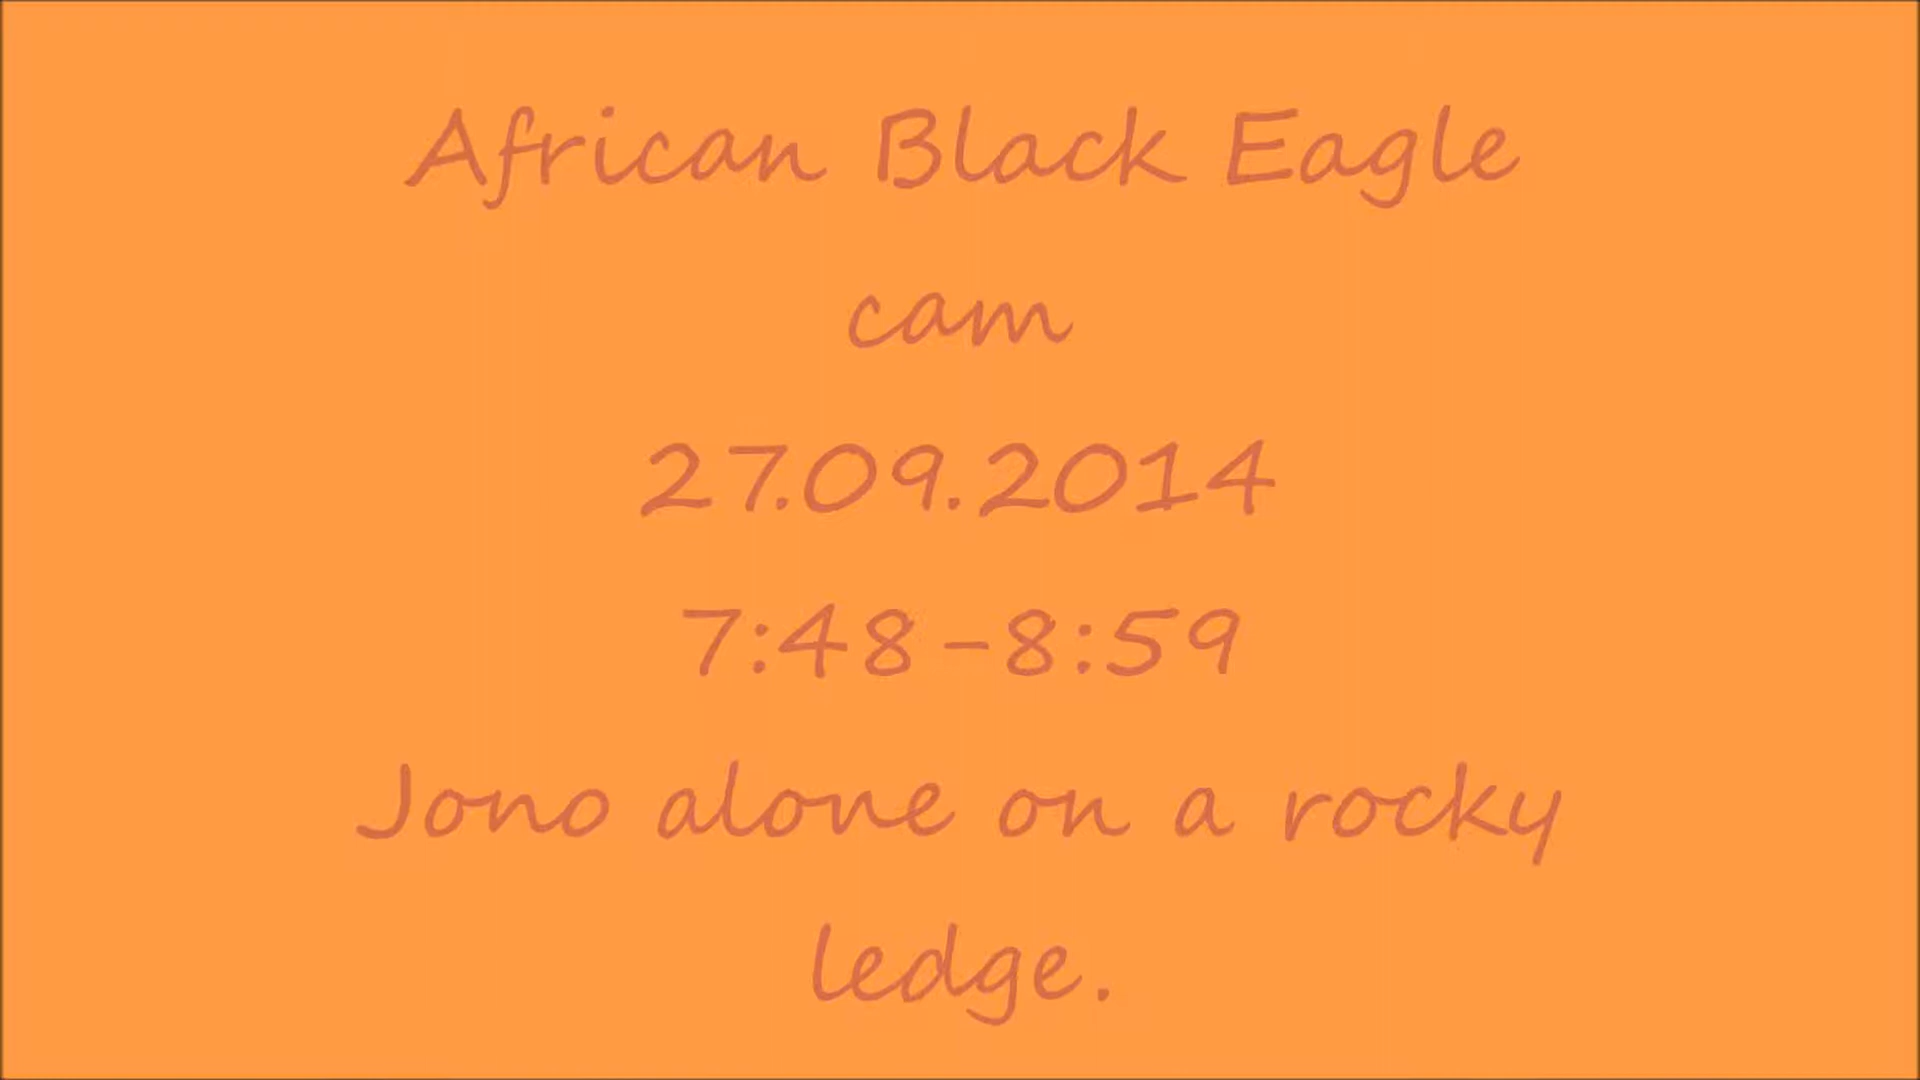 African Black Eagle
cam
27.09.2014
7:48-8:59
Jono alone on a rocky
ledge.